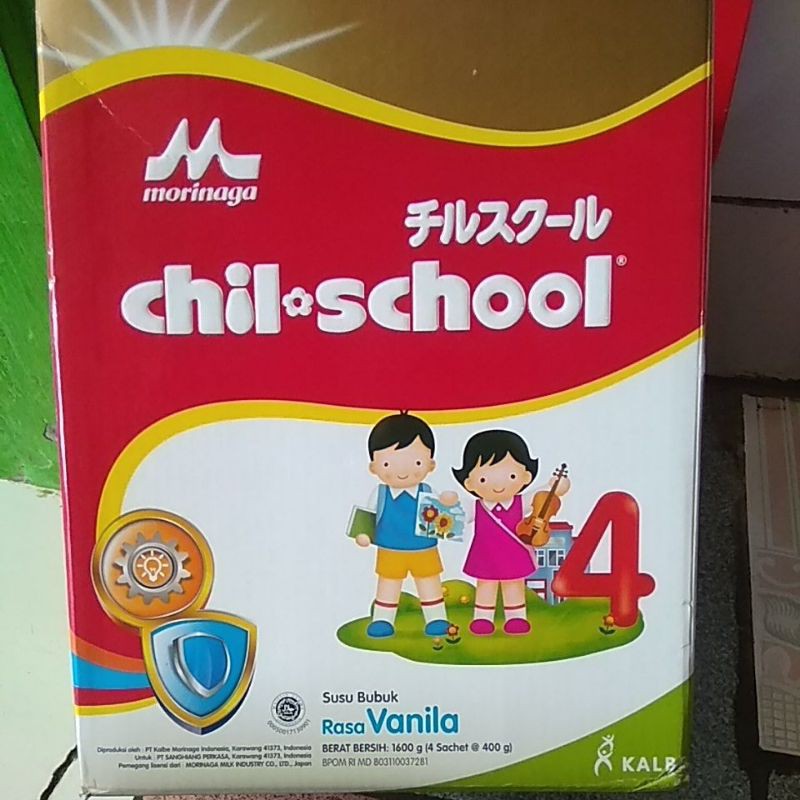 morinaga
チルスクール
chil school®
4
Susu Bubuk
Rasa Vanila
BERAT BERSIH: 1600 g (4 Sachet @ 400 g)
BPOM RI MD 803110037281
Diproduksi oleh : PT Kalbe Morinaga Indonesia, Karawang 41373, Indonesia
Untuk : PT SANGHIANG PERKASA, Karawang 41373, Indonesia
Pemegang lisensi dari : MORINAGA MILK INDUSTRY CO., LTD., Japan
KALB